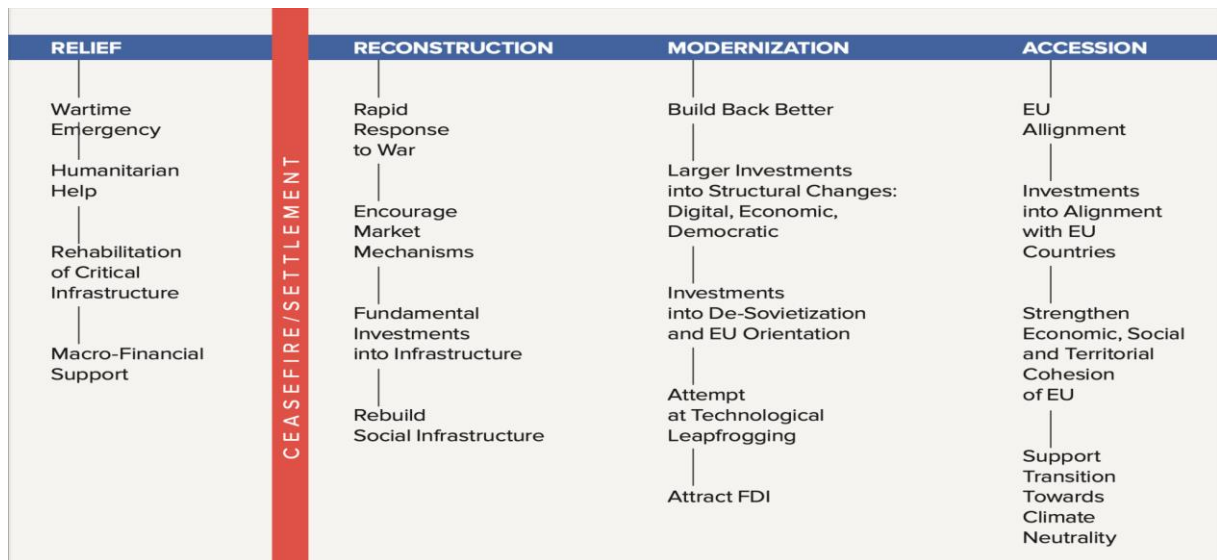 RELIEF
Wartime
Emergency
Humanitarian
Help
Rehabilitation
of Critical
Infrastructure
Macro-Financial
Support
CEASEFIRE/SETTLEMENT
RECONSTRUCTION
Rapid
Response
to War
Encourage
Market
Mechanisms
Fundamental
Investments
into Infrastructure
Rebuild
Social Infrastructure
MODERNIZATION
Build Back Better
Larger Investments
into Structural Changes:
Digital, Economic,
Democratic
Investments
into De-Sovietization
and EU Orientation
Attempt
at Technological
Leapfrogging
Attract FDI
ACCESSION
EU
Allignment
Investments
into Alignment
with EU
Countries
Strengthen
Economic, Social
and Territorial
Cohesion
of EU
Support
Transition
Towards
Climate
Neutrality